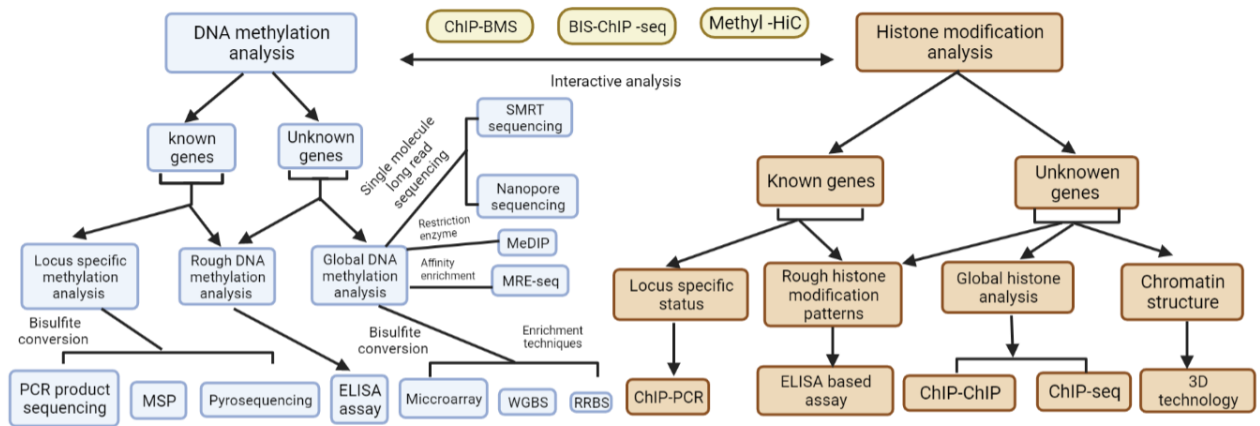 DNA methylation
analysis
ChIP-BMS
BIS-ChIP -seq
Methyl -HiC
Interactive analysis
Histone modification
analysis
known
genes
Unknown
genes
Single molecule
long read
sequencing
SMRT
sequencing
Nanopore
sequencing
Known genes
Unknowen
genes
Locus specific
methylation
analysis
Rough DNA
methylation
analysis
Global DNA
methylation
analysis
Restriction
enzyme
MeDIP
Affinity
enrichment
MRE-seq
Locus specific
status
Rough histone
modification
patterns
Global histone
analysis
Chromatin
structure
Bisulfite
conversion
Bisulfite
conversion
Enrichment
techniques
PCR product
sequencing
MSP
Pyrosequencing
ELISA
assay
Miccroarray
WGBS
RRBS
ChIP-PCR
ELISA based
assay
ChIP-ChIP
ChIP-seq
3D
technology